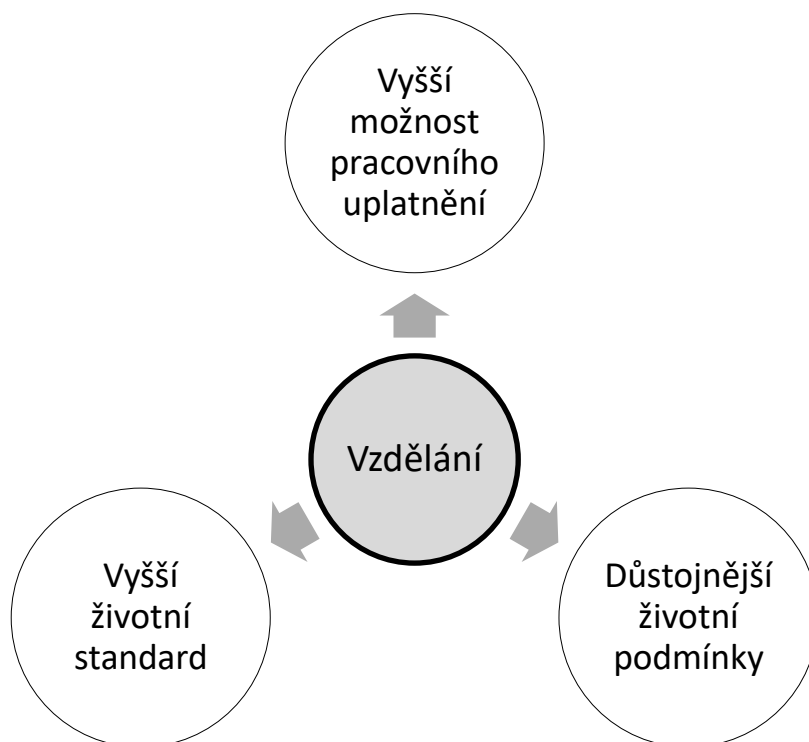 Vyšší
možnost
pracovního
uplatnění
Vzdělání
Vyšší
životní
standard
Důstojnější
životní
podmínky